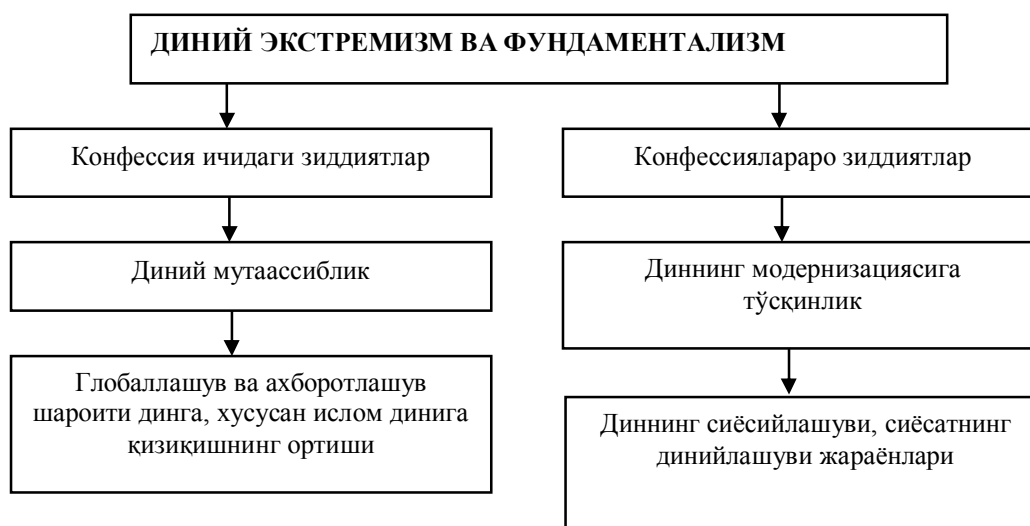 ДИНИЙ ЭКСТРЕМИЗМ ВА ФУНДАМЕНТАЛИЗМ
Конфессия ичидаги зиддиятлар
Диний мутаассиблик
Глобаллашув ва ахборотлашув
шароити динга, хусусан ислом динига
қизиқишнинг ортиши
Конфессиялараро зиддиятлар
Диннинг модернизациясига
тўсқинлик
Диннинг сиёсийлашуви, сиёсатнинг
динийлашуви жараёнлари